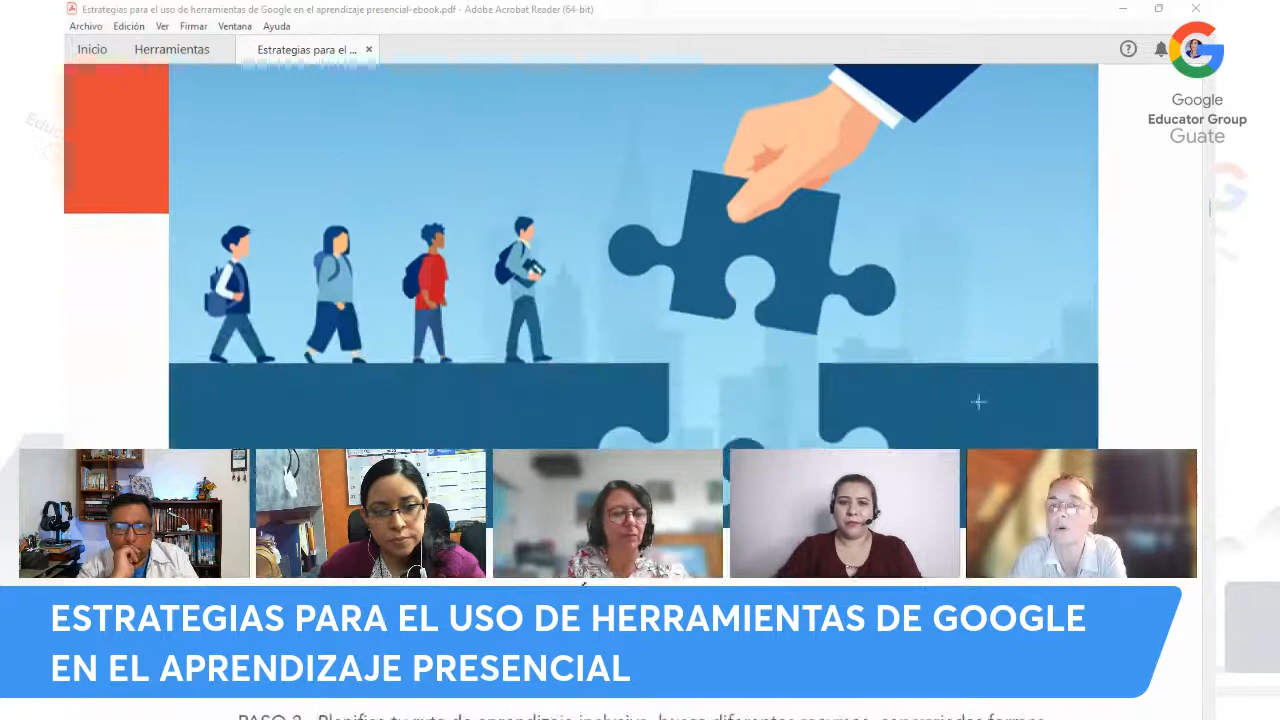 Estrategias para el uso de herramientas de Google en el aprendizaje presencial-ebook.pdf - Adobe Acrobat Reader (64-bit)
Archivo Edición Ver Firmar Ventana Ayuda
Inicio Herramientas Estrategias para el ... ×
Google
Educator Group
Guate
Educ
ESTRATEGIAS PARA EL USO DE HERRAMIENTAS DE GOOGLE
EN EL APRENDIZAJE PRESENCIAL